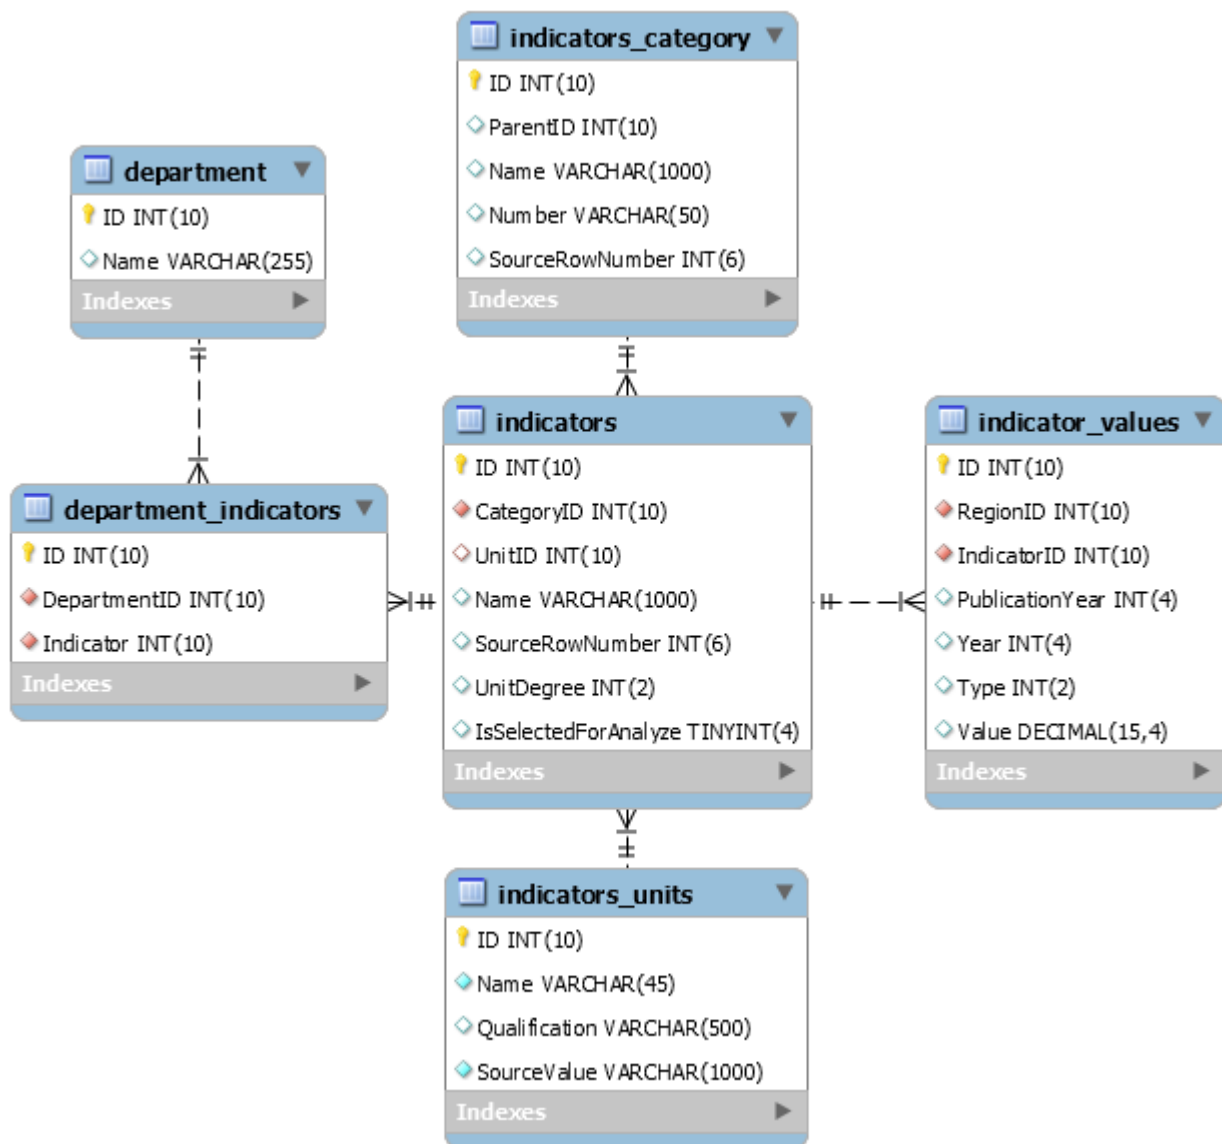 indicators_category
ID INT(10)
ParentID INT(10)
Name VARCHAR(1000)
Number VARCHAR(50)
SourceRowNumber INT(6)
Indexes
department
ID INT(10)
Name VARCHAR(255)
Indexes
indicators
ID INT(10)
CategoryID INT(10)
UnitID INT(10)
Name VARCHAR(1000)
SourceRowNumber INT(6)
UnitDegree INT(2)
IsSelectedForAnalyze TINYINT(4)
Indexes
indicator_values
ID INT(10)
RegionID INT(10)
IndicatorID INT(10)
PublicationYear INT(4)
Year INT(4)
Type INT(2)
Value DECIMAL(15,4)
Indexes
department_indicators
ID INT(10)
DepartmentID INT(10)
Indicator INT(10)
Indexes
indicators_units
ID INT(10)
Name VARCHAR(45)
Qualification VARCHAR(500)
SourceValue VARCHAR(1000)
Indexes